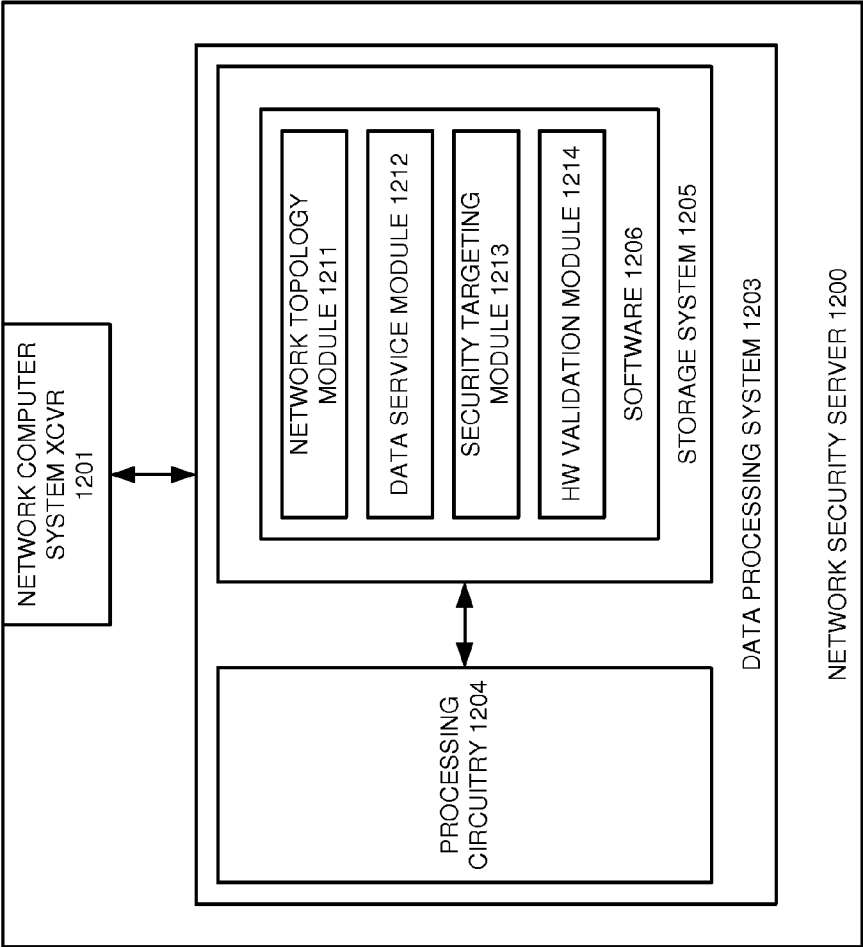 NETWORK COMPUTER
SYSTEM XCVR
1201
PROCESSING
CIRCUITRY 1204
NETWORK TOPOLOGY
MODULE 1211
DATA SERVICE MODULE 1212
SECURITY TARGETING
MODULE 1213
HW VALIDATION MODULE 1214
SOFTWARE 1206
STORAGE SYSTEM 1205
DATA PROCESSING SYSTEM 1203
NETWORK SECURITY SERVER 1200